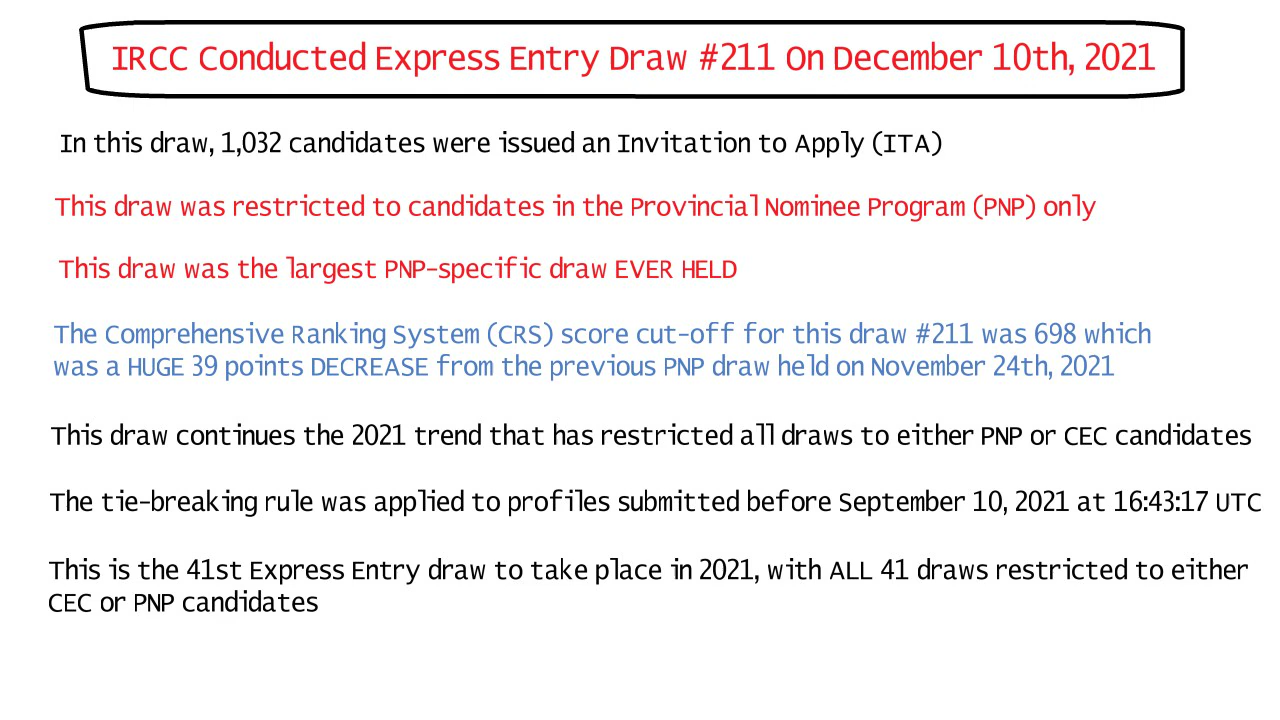 IRCC Conducted Express Entry Draw #211 On December 10th, 2021
In this draw, 1,032 candidates were issued an Invitation to Apply (ITA)
This draw was restricted to candidates in the Provincial Nominee Program (PNP) only
This draw was the largest PNP-specific draw EVER HELD
The Comprehensive Ranking System (CRS) score cut-off for this draw #211 was 698 which
was a HUGE 39 points DECREASE from the previous PNP draw held on November 24th, 2021
This draw continues the 2021 trend that has restricted all draws to either PNP or CEC candidates
The tie-breaking rule was applied to profiles submitted before September 10, 2021 at 16:43:17 UTC
This is the 41st Express Entry draw to take place in 2021, with ALL 41 draws restricted to either
CEC or PNP candidates